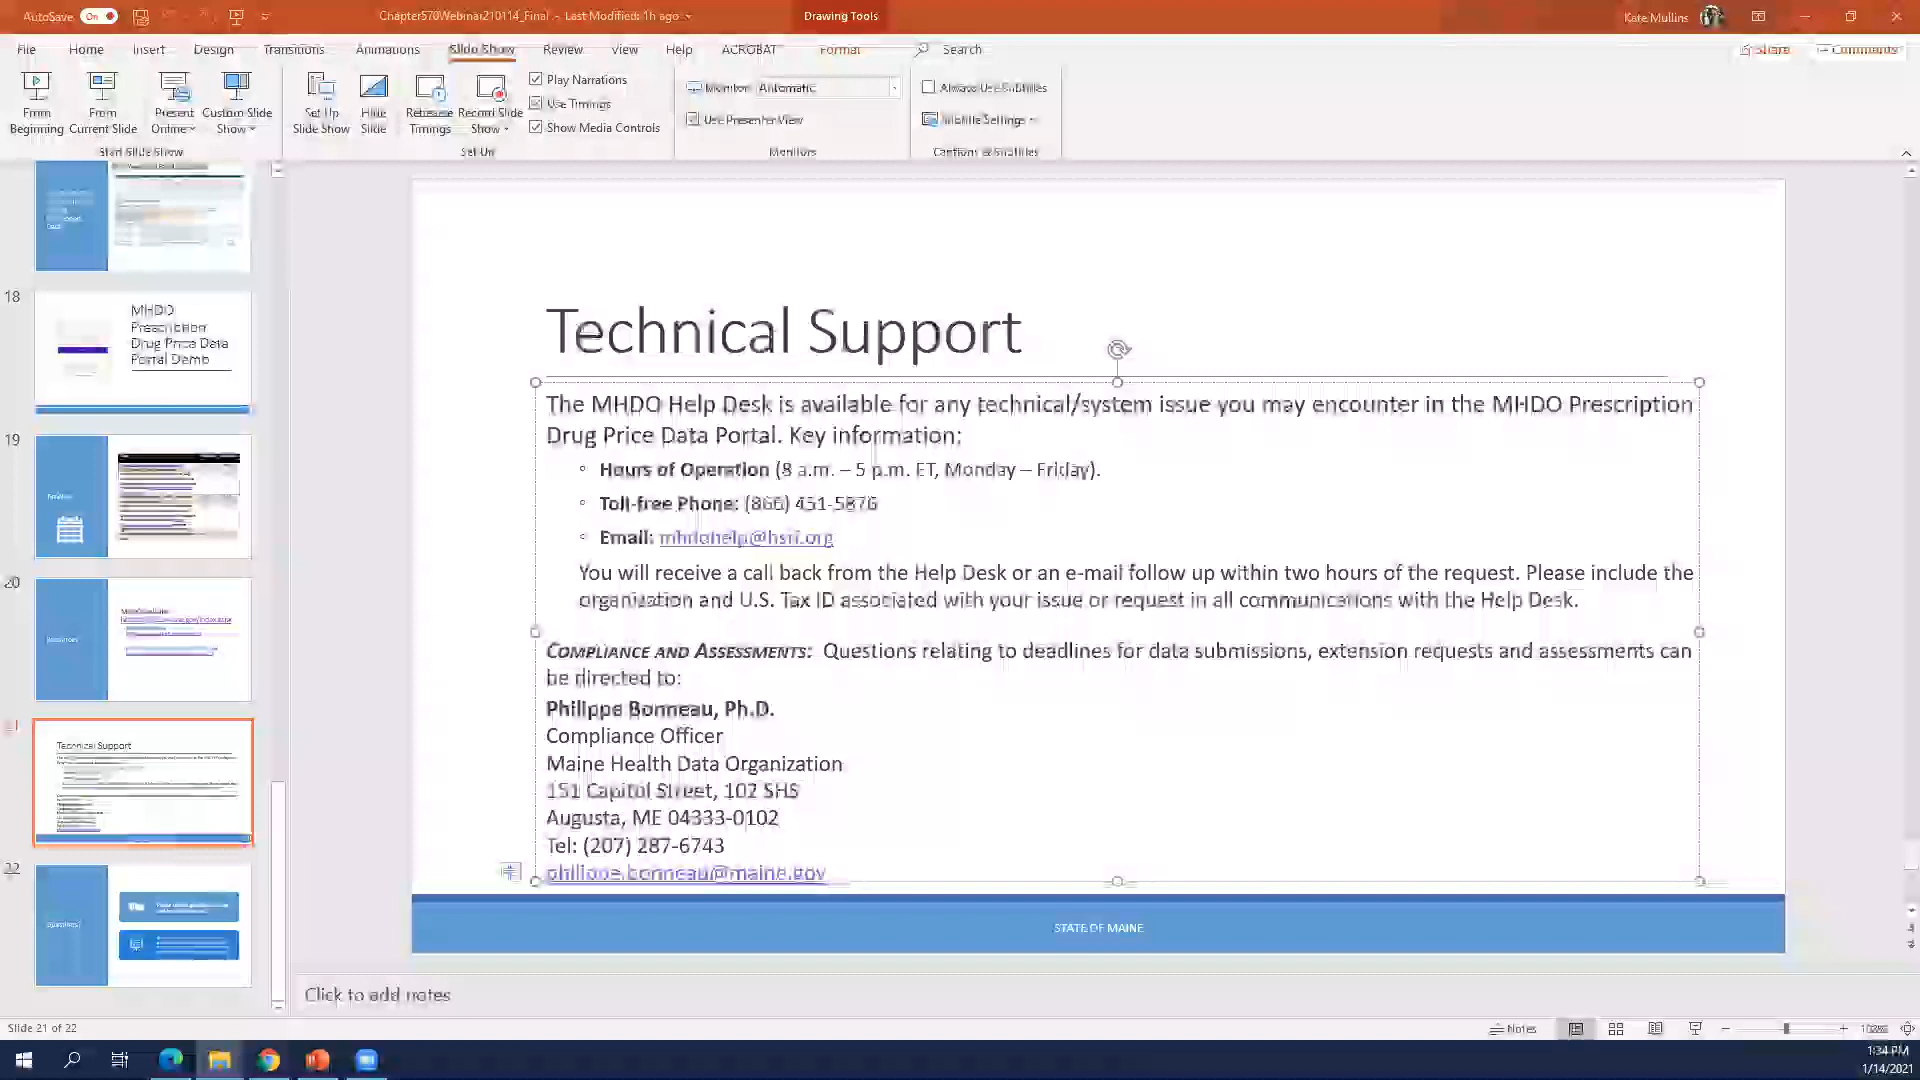 AutoSave On
Chapter570Webinar210114_Final - Last Modified: 1h ago
Drawing Tools
Kate Mullins
File Home Insert Design Transitions Animations Slide Show Review View Help ACROBAT Format Search Share Comments
From Beginning
From Current Slide
Present Online
Custom Slide Show
Start Slide Show
Set Up Slide Show
Hide Slide
Rehearse Timings
Record Slide Show
Play Narrations
Use Timings
Show Media Controls
Set Up
Monitor: Automatic
Use Presenter View
Monitors
Always Use Subtitles
Subtitle Settings
Captions & Subtitles
18
MHDO
Prescription
Drug Price Data
Portal Demo
19
Timeline
20
Resources
21
Technical Support
22
Questions?
Technical Support
The MHDO Help Desk is available for any technical/system issue you may encounter in the MHDO Prescription
Drug Price Data Portal. Key information:
◦ Hours of Operation (8 a.m. – 5 p.m. ET, Monday – Friday).
◦ Toll-free Phone: (866) 451-5876
◦ Email: mhdohelp@hsri.org
You will receive a call back from the Help Desk or an e-mail follow up within two hours of the request. Please include the
organization and U.S. Tax ID associated with your issue or request in all communications with the Help Desk.
COMPLIANCE AND ASSESSMENTS: Questions relating to deadlines for data submissions, extension requests and assessments can
be directed to:
Philippe Bonneau, Ph.D.
Compliance Officer
Maine Health Data Organization
151 Capitol Street, 102 SHS
Augusta, ME 04333-0102
Tel: (207) 287-6743
philippe.bonneau@maine.gov
STATE OF MAINE
Click to add notes
Slide 21 of 22
Notes
1:34 PM
1/14/2021